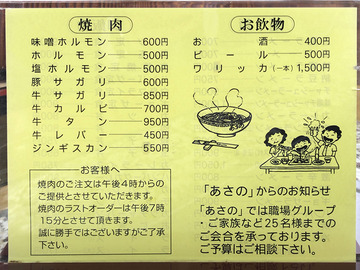 焼肉
味噌ホルモン 600円
ホルモン 500円
塩ホルモン 500円
豚サガリ 600円
牛サガリ 850円
牛カルビ 700円
牛タン 950円
牛レバー 450円
ジンギスカン 550円
お客様へ
焼肉のご注文は午後4時からの
ご提供とさせていただきます。
焼肉のラストオーダーは午後7時
15分とさせて頂きます。
誠に勝手ではございますがご了承
下さい。
お飲物
お酒 400円
ビール 500円
ワリッカ(一本) 1,500円
「あさの」からのお知らせ
「あさの」では職場グループ
・ご家族など25名様までの
ご会合を承っております。
ご予算はご相談下さい。